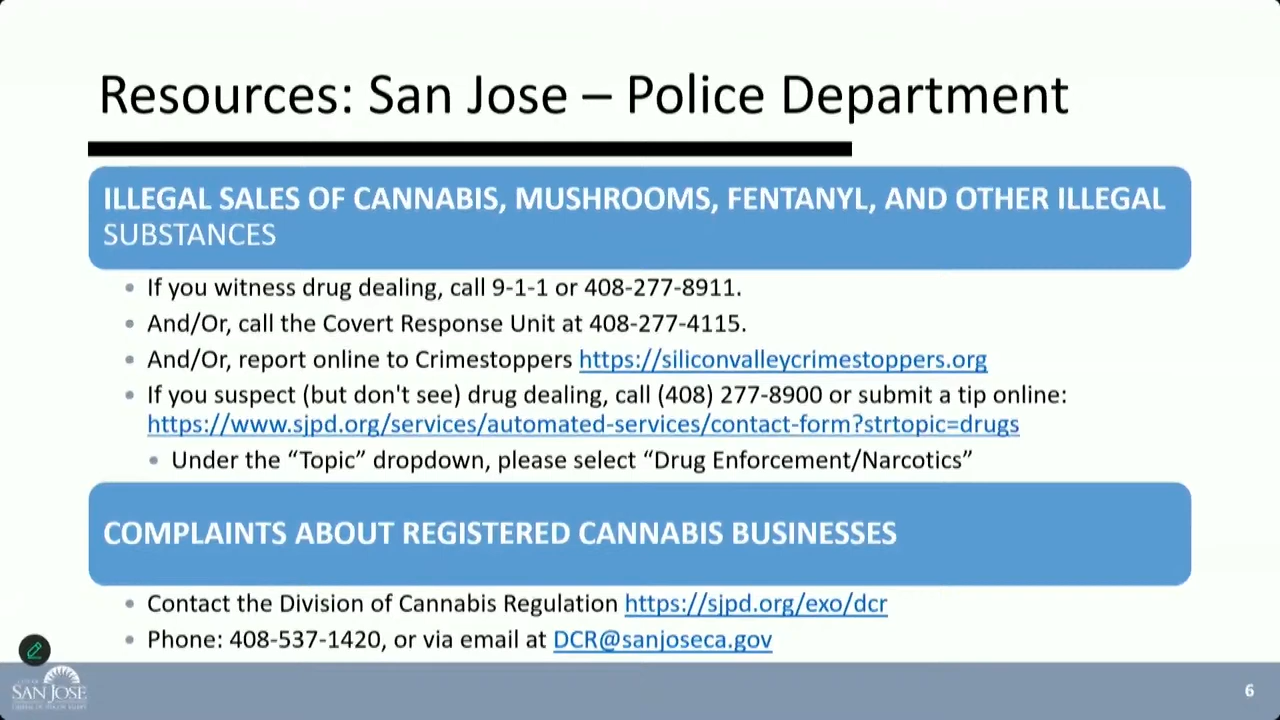 Resources: San Jose – Police Department
ILLEGAL SALES OF CANNABIS, MUSHROOMS, FENTANYL, AND OTHER ILLEGAL
SUBSTANCES
• If you witness drug dealing, call 9-1-1 or 408-277-8911.
• And/Or, call the Covert Response Unit at 408-277-4115.
• And/Or, report online to Crimestoppers https://siliconvalleycrimestoppers.org
• If you suspect (but don't see) drug dealing, call (408) 277-8900 or submit a tip online:
https://www.sjpd.org/services/automated-services/contact-form?strtopic=drugs
• Under the “Topic” dropdown, please select “Drug Enforcement/Narcotics”
COMPLAINTS ABOUT REGISTERED CANNABIS BUSINESSES
• Contact the Division of Cannabis Regulation https://sjpd.org/exo/dcr
• Phone: 408-537-1420, or via email at DCR@sanjoseca.gov
SAN JOSE
6